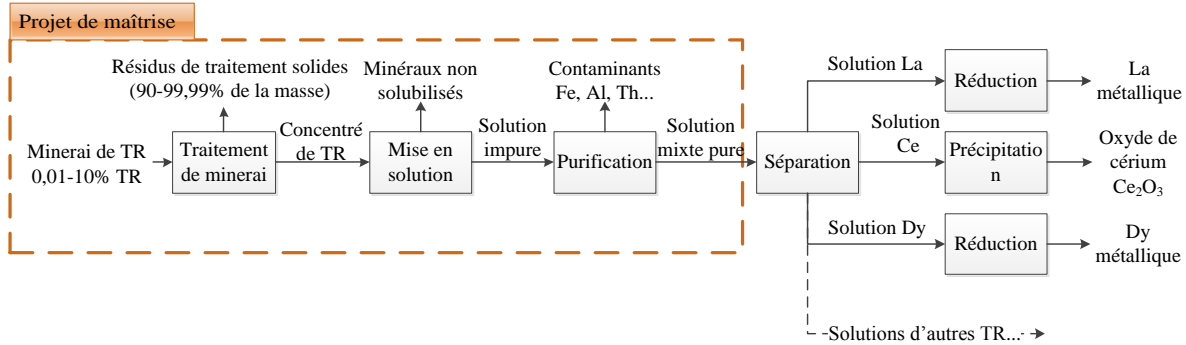 Projet de maîtrise
Résidus de traitement solides
(90-99,99% de la masse)
Minéraux non
solubilisés
Contaminants
Fe, Al, Th...
Minerai de TR
0,01-10% TR
Traitement
de minerai
Concentré
de TR
Mise en
solution
Solution
impure
Purification
Solution
mixte pure
Séparation
Solution La
Réduction
La
métallique
Solution
Ce
Précipitatio
n
Oxyde de
cérium
Ce₂O₃
Solution Dy
Réduction
Dy
métallique
Solutions d'autres TR...